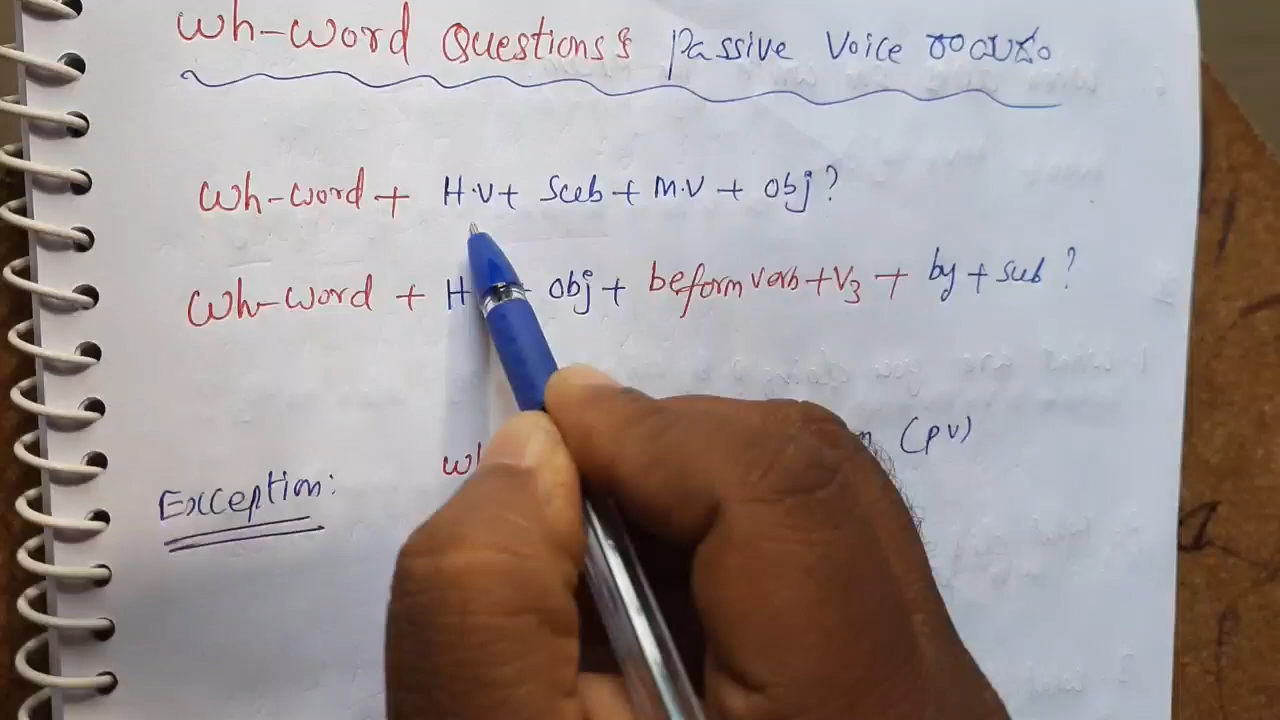 Wh-word Questions కి Passive Voice రాయడం
Wh-word + H.V + Sub + M.V + obj?
Wh-word + H + obj + beform verb + V3 + by + sub?
(PV)
Exception: